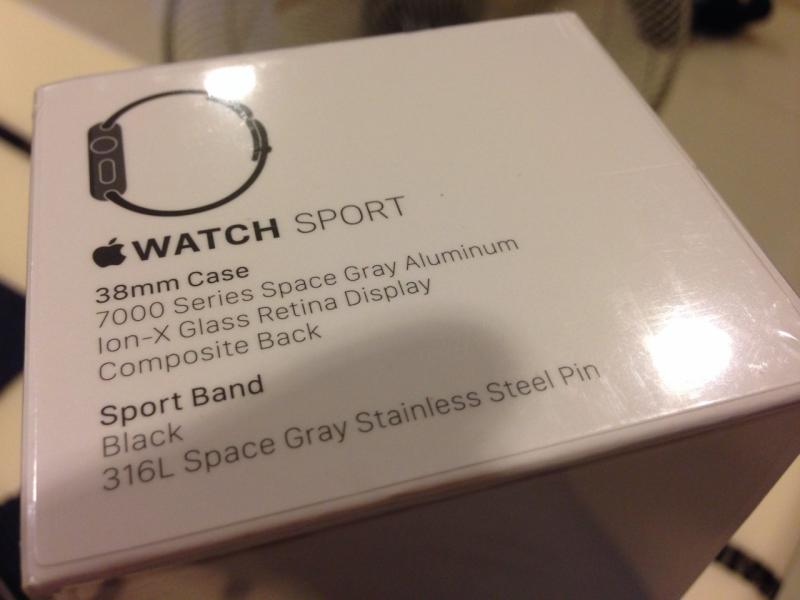 WATCH SPORT
38mm Case
7000 Series Space Gray Aluminum
Ion-X Glass Retina Display
Composite Back
Sport Band
Black
316L Space Gray Stainless Steel Pin